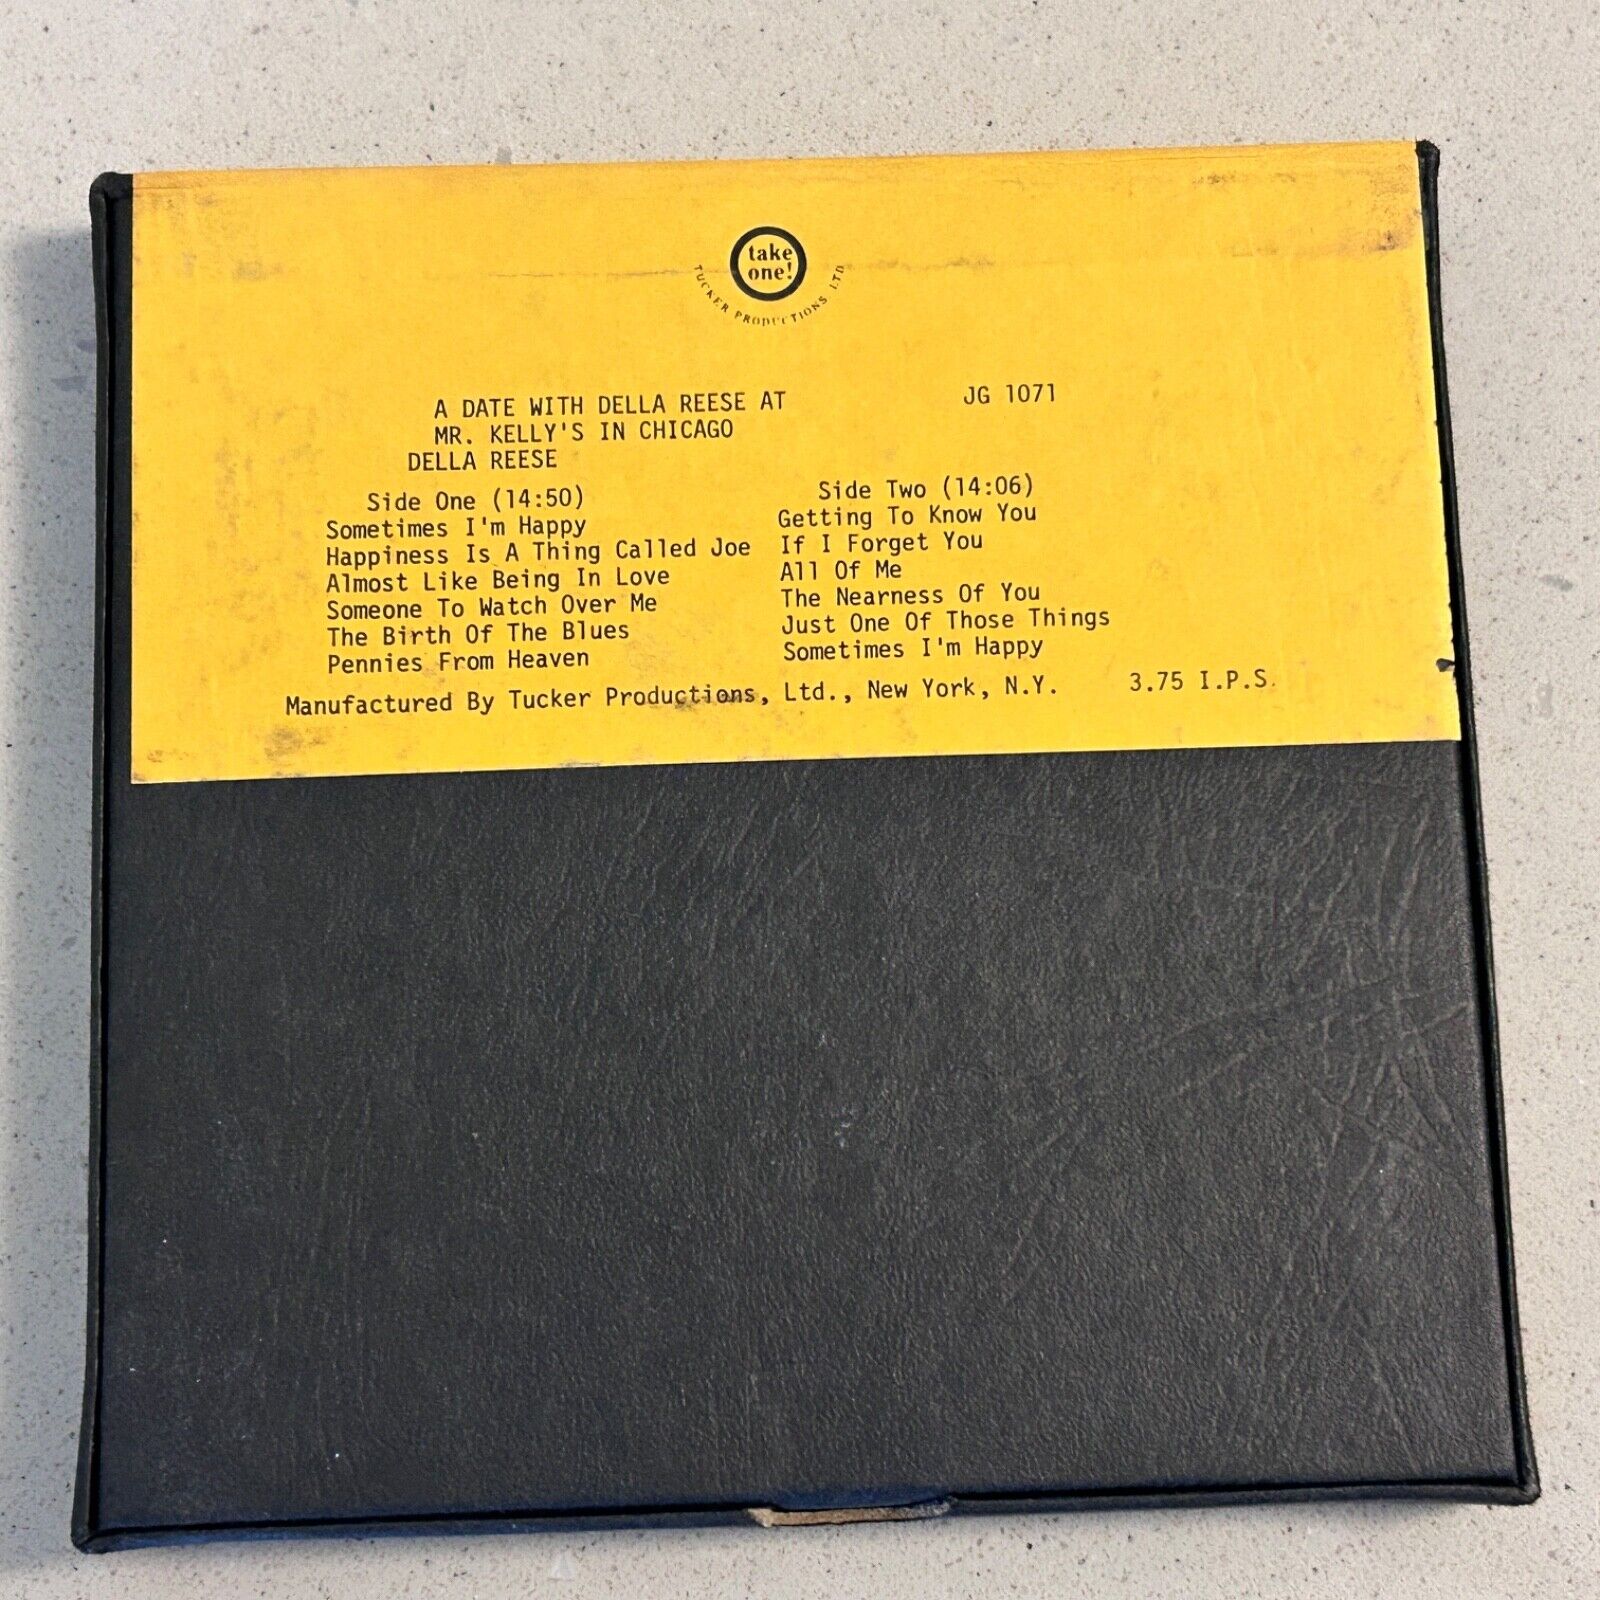 take
one!
TUCKER PRODUCTIONS LTD
A DATE WITH DELLA REESE AT JG 1071
MR. KELLY'S IN CHICAGO
DELLA REESE
Side One (14:50)
Sometimes I'm Happy
Happiness Is A Thing Called Joe
Almost Like Being In Love
Someone To Watch Over Me
The Birth Of The Blues
Pennies From Heaven
Side Two (14:06)
Getting To Know You
If I Forget You
All Of Me
The Nearness Of You
Just One Of Those Things
Sometimes I'm Happy
Manufactured By Tucker Productions, Ltd., New York, N.Y. 3.75 I.P.S.